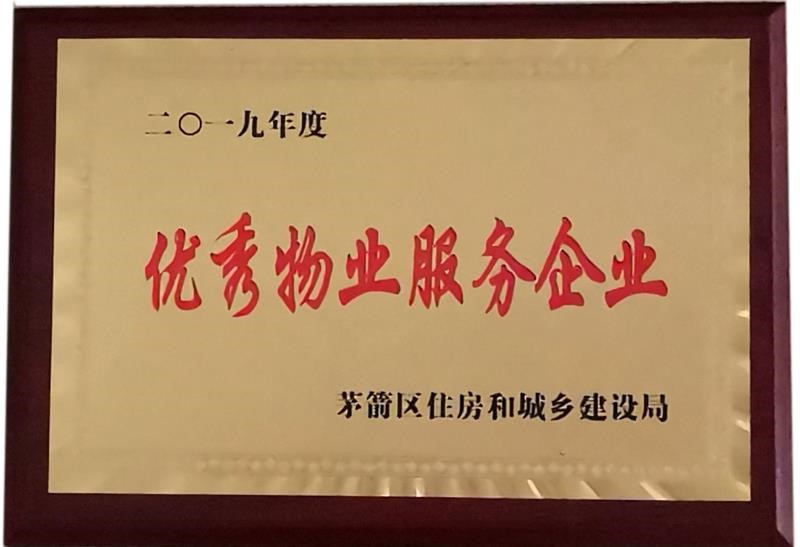 二〇一九年度
优秀物业服务企业
茅箭区住房和城乡建设局